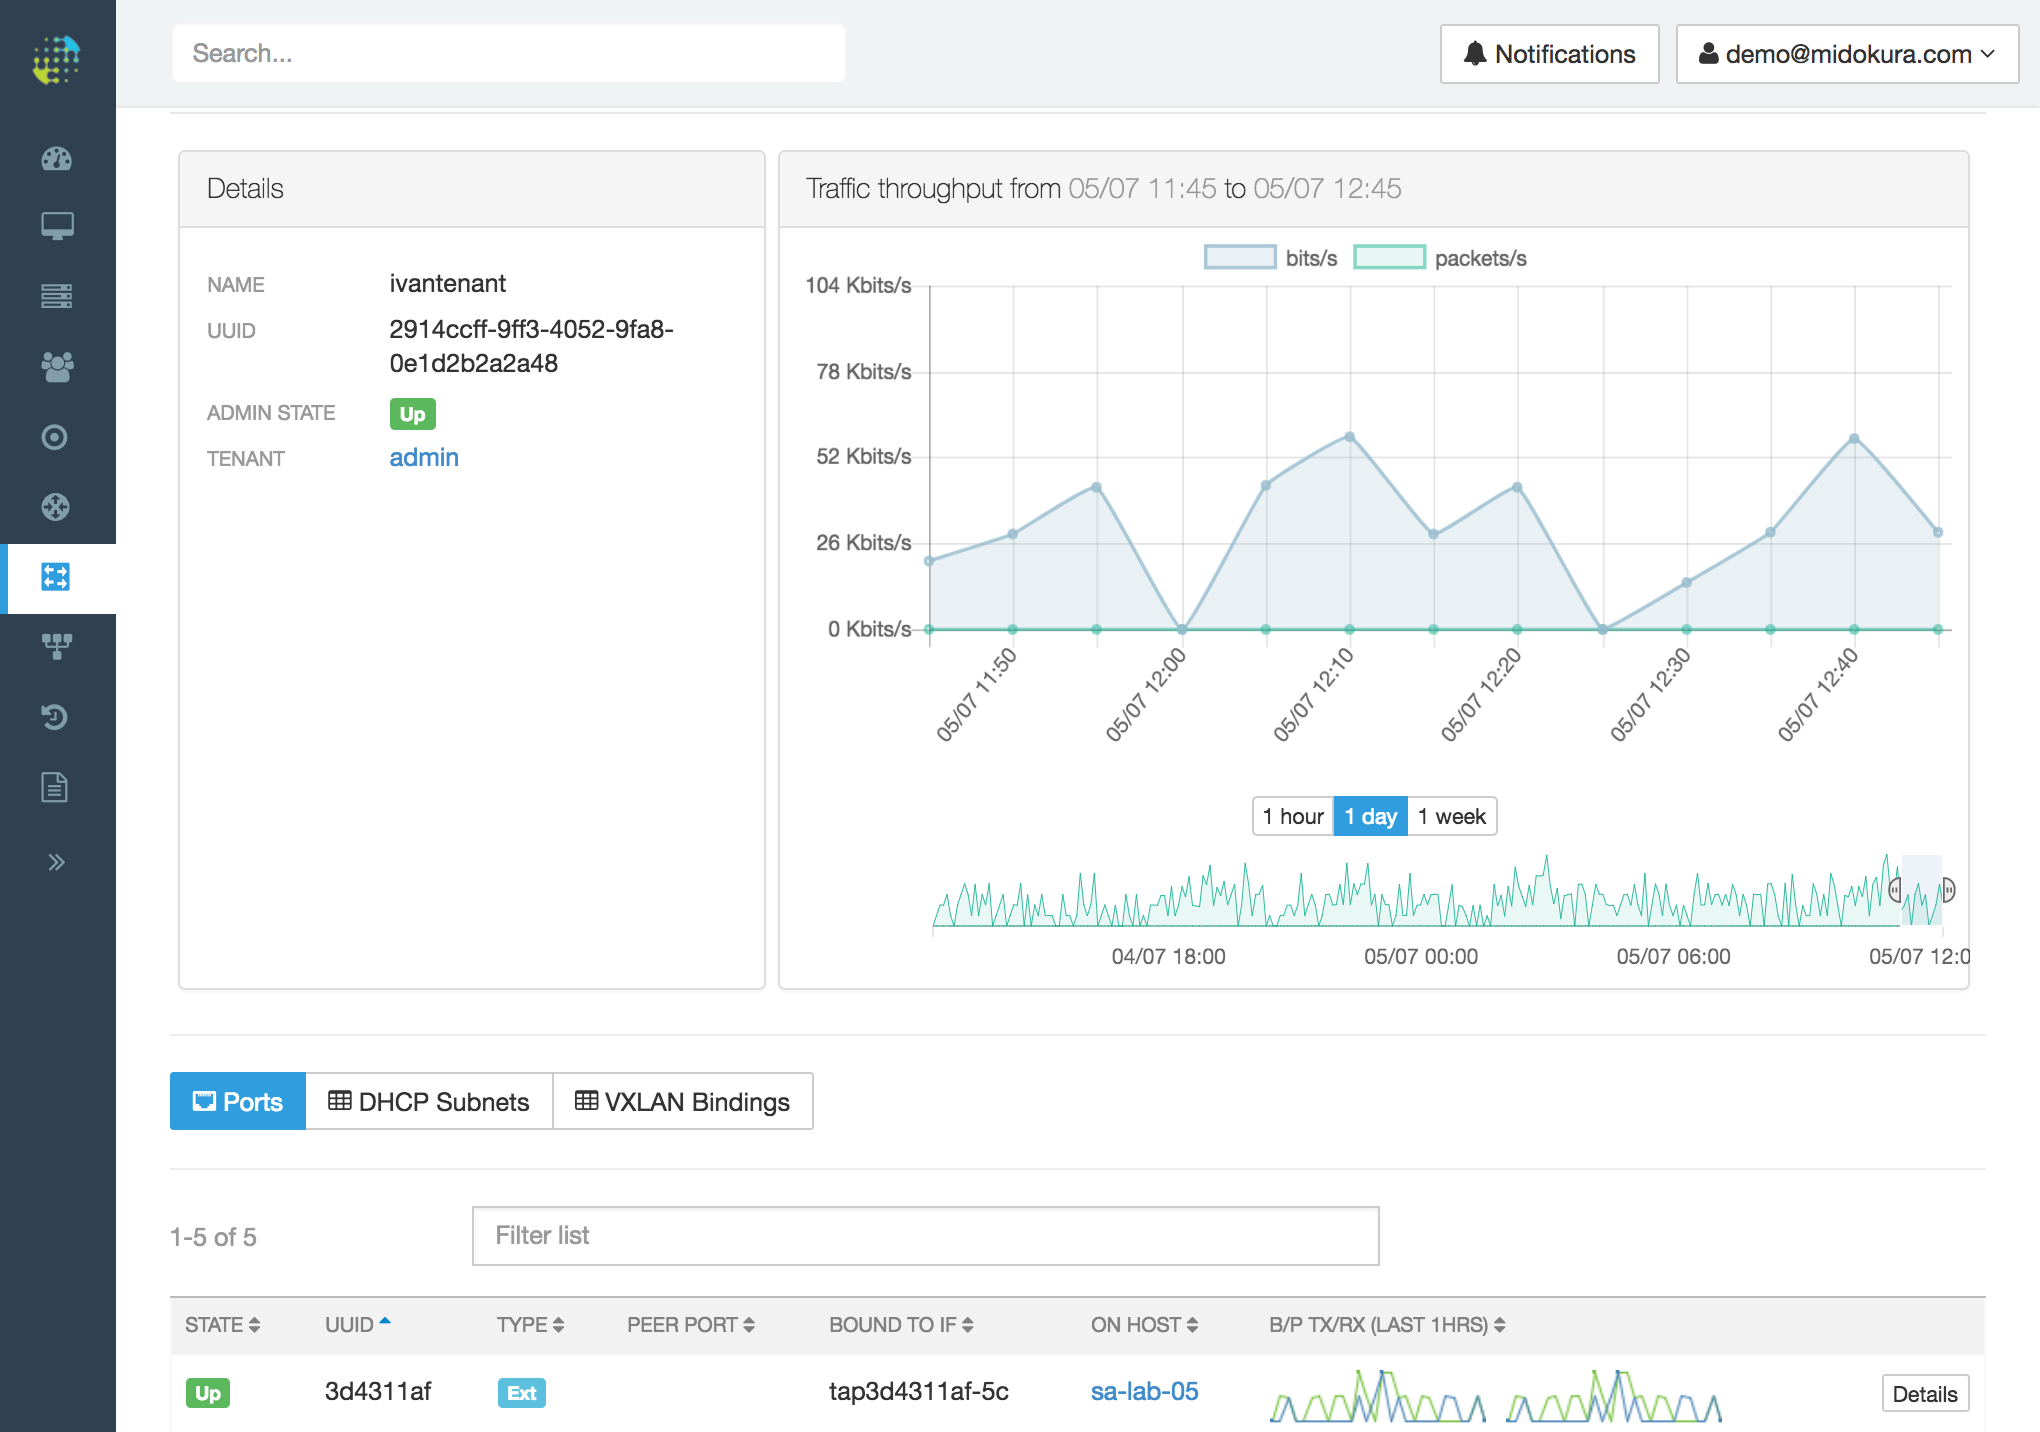 Search...
Notifications
demo@midokura.com
Details
NAME ivantenant
UUID 2914ccff-9ff3-4052-9fa8-
0e1d2b2a2a48
ADMIN STATE Up
TENANT admin
Traffic throughput from 05/07 11:45 to 05/07 12:45
bits/s packets/s
104 Kbits/s
78 Kbits/s
52 Kbits/s
26 Kbits/s
0 Kbits/s
05/07 11:50 05/07 12:00 05/07 12:10 05/07 12:20 05/07 12:30 05/07 12:40
1 hour 1 day 1 week
04/07 18:00 05/07 00:00 05/07 06:00 05/07 12:0
Ports DHCP Subnets VXLAN Bindings
1-5 of 5 Filter list
STATE UUID TYPE PEER PORT BOUND TO IF ON HOST B/P TX/RX (LAST 1HRS)
Up 3d4311af Ext tap3d4311af-5c sa-lab-05 Details